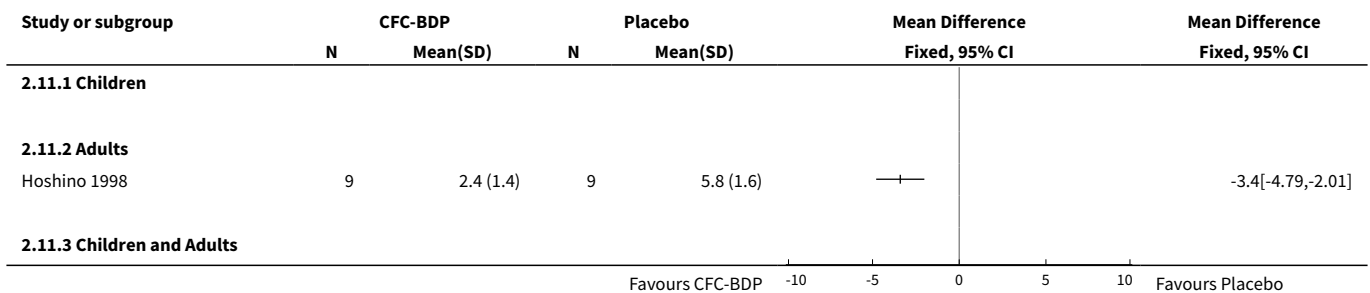 Study or subgroup CFC-BDP Placebo Mean Difference Mean Difference
N Mean(SD) N Mean(SD) Fixed, 95% CI Fixed, 95% CI
2.11.1 Children
2.11.2 Adults
Hoshino 1998 9 2.4 (1.4) 9 5.8 (1.6) -3.4[-4.79,-2.01]
2.11.3 Children and Adults
Favours CFC-BDP -10 -5 0 5 10 Favours Placebo